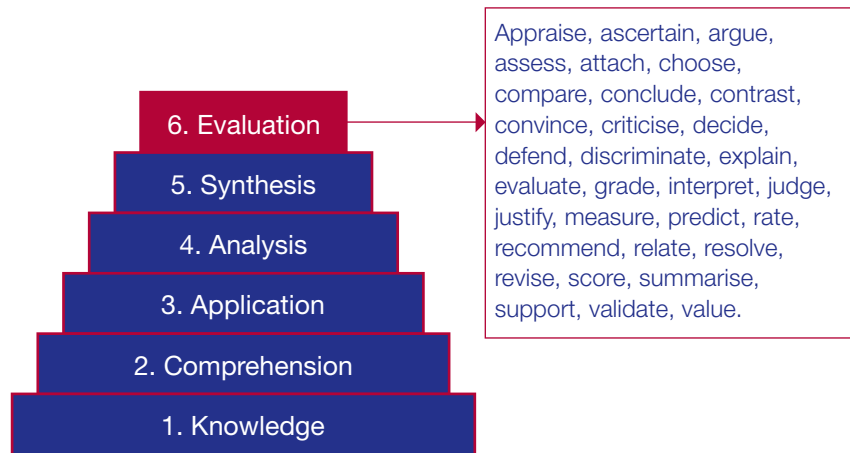 Appraise, ascertain, argue,
assess, attach, choose,
compare, conclude, contrast,
convince, criticise, decide,
defend, discriminate, explain,
evaluate, grade, interpret, judge,
justify, measure, predict, rate,
recommend, relate, resolve,
revise, score, summarise,
support, validate, value.
6. Evaluation
5. Synthesis
4. Analysis
3. Application
2. Comprehension
1. Knowledge